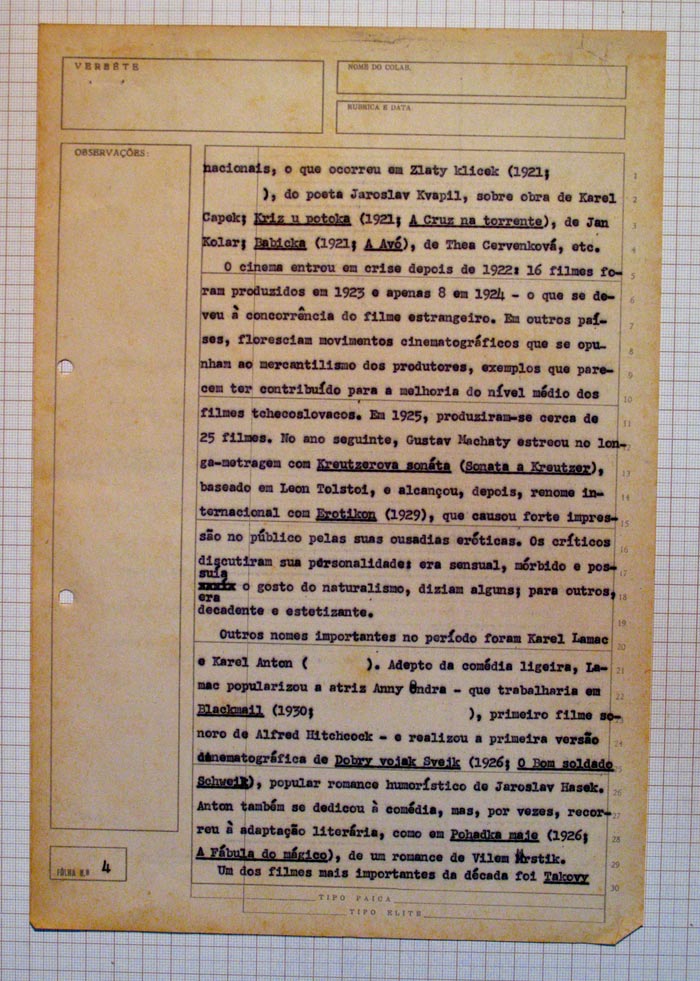 VERBÊTE
NOME DO COLAB.
RUBRICA E DATA
OBSERVAÇÕES:
nacionais, o que ocorreu em Zlaty klicek (1921;
), do poeta Jaroslav Kvapil, sobre obra de Karel
Capek; Kriz u potoka (1921; A Cruz na torrente), de Jan
Kolar; Babicka (1921; A Avó), de Thea Cervenková, etc.
O cinema entrou em crise depois de 1922: 16 filmes fo-
ram produzidos em 1923 e apenas 8 em 1924 - o que se de-
veu à concorrência do filme estrangeiro. Em outros paí-
ses, floresciam movimentos cinematográficos que se opu-
nham ao mercantilismo dos produtores, exemplos que pare-
cem ter contribuído para a melhoria do nível médio dos
filmes tchecoslovacos. Em 1925, produziram-se cerca de
25 filmes. No ano seguinte, Gustav Machaty estreou no lon-
ga-metragem com Kreutzerova sonáta (Sonata a Kreutzer),
baseado em Leon Tolstoi, e alcançou, depois, renome in-
ternacional com Erotikon (1929), que causou forte impres-
são no público pelas suas ousadias eróticas. Os críticos
discutiram sua personalidade: era sensual, mórbido e pos-
suía
xxxix o gosto do naturalismo, diziam alguns; para outros,
era
decadente e estetizante.
Outros nomes importantes no período foram Karel Lamac
e Karel Anton ( ). Adepto da comédia ligeira, La-
mac popularizou a atriz Anny Ondra - que trabalharia em
Blackmail (1930; ), primeiro filme so-
noro de Alfred Hitchcock - e realizou a primeira versão
cinematográfica de Dobry vojak Svejk (1926; O Bom soldado
Schweik), popular romance humorístico de Jaroslav Hasek.
Anton também se dedicou à comédia, mas, por vezes, recor-
reu à adaptação literária, como em Pohadka maje (1926;
A Fábula do mágico), de um romance de Vilem Mrstik.
Um dos filmes mais importantes da década foi Takovy
1
2
3
4
5
6
7
8
9
10
11
12
13
14
15
16
17
18
19
20
21
22
23
24
25
26
27
28
29
30
FÔLHA N.º 4
TIPO PAICA
TIPO ELITE